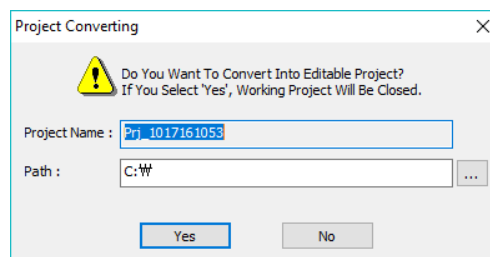 Project Converting
Do You Want To Convert Into Editable Project?
If You Select 'Yes', Working Project Will Be Closed.
Project Name : Prj_1017161053
Path : C:₩ ...
Yes No